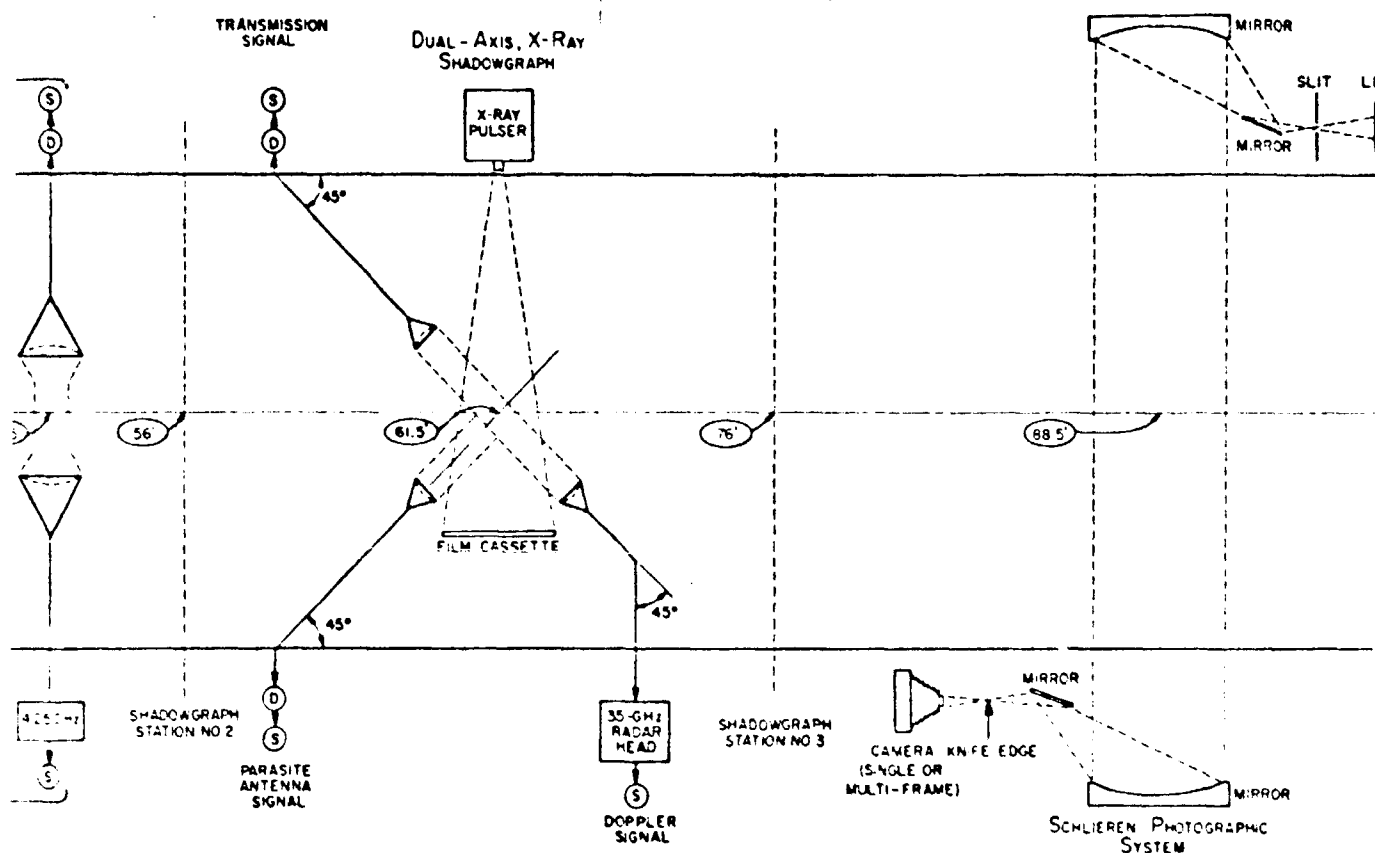 TRANSMISSION
SIGNAL
DUAL-AXIS, X-RAY
SHADOWGRAPH
X-RAY
PULSER
S
D
S
D
45°
MIRROR
SLIT
MIRROR
56'
61.5'
76'
88.5'
FILM CASSETTE
45°
45°
SHADOWGRAPH
STATION NO. 2
D
S
PARASITE
ANTENNA
SIGNAL
S
35-GHz
RADAR
HEAD
S
DOPPLER
SIGNAL
SHADOWGRAPH
STATION NO. 3
MIRROR
CAMERA KNIFE EDGE
(SINGLE OR
MULTI-FRAME)
MIRROR
SCHLIEREN PHOTOGRAPHIC
SYSTEM